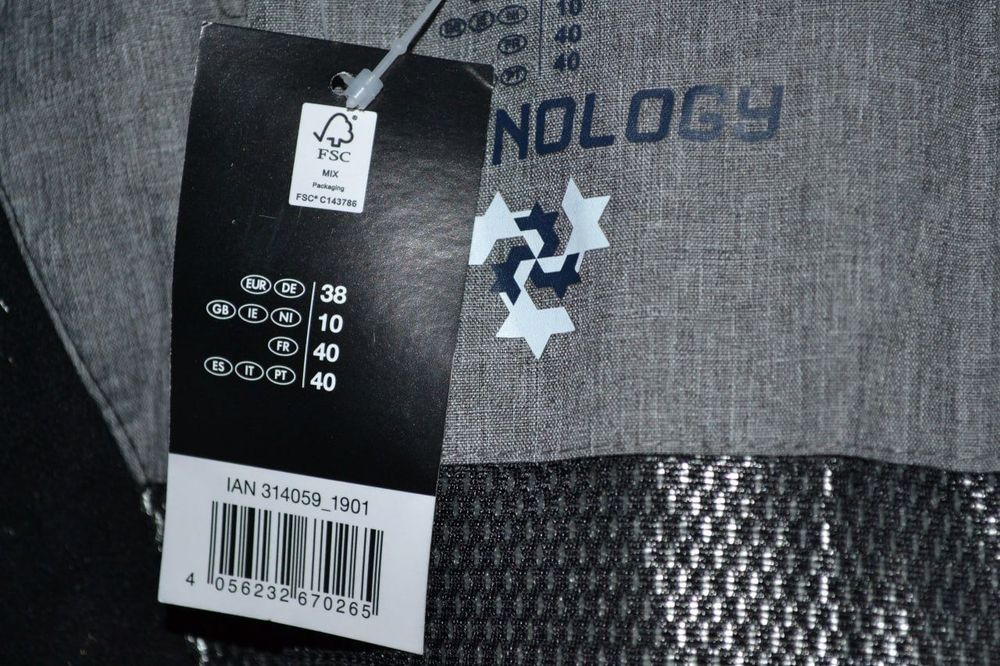 10
40
40
NOLOGY
FSC
MIX
Packaging
FSC® C143786
EUR DE 38
GB IE NI 10
FR 40
ES IT PT 40
IAN 314059_1901
4 056232 670265